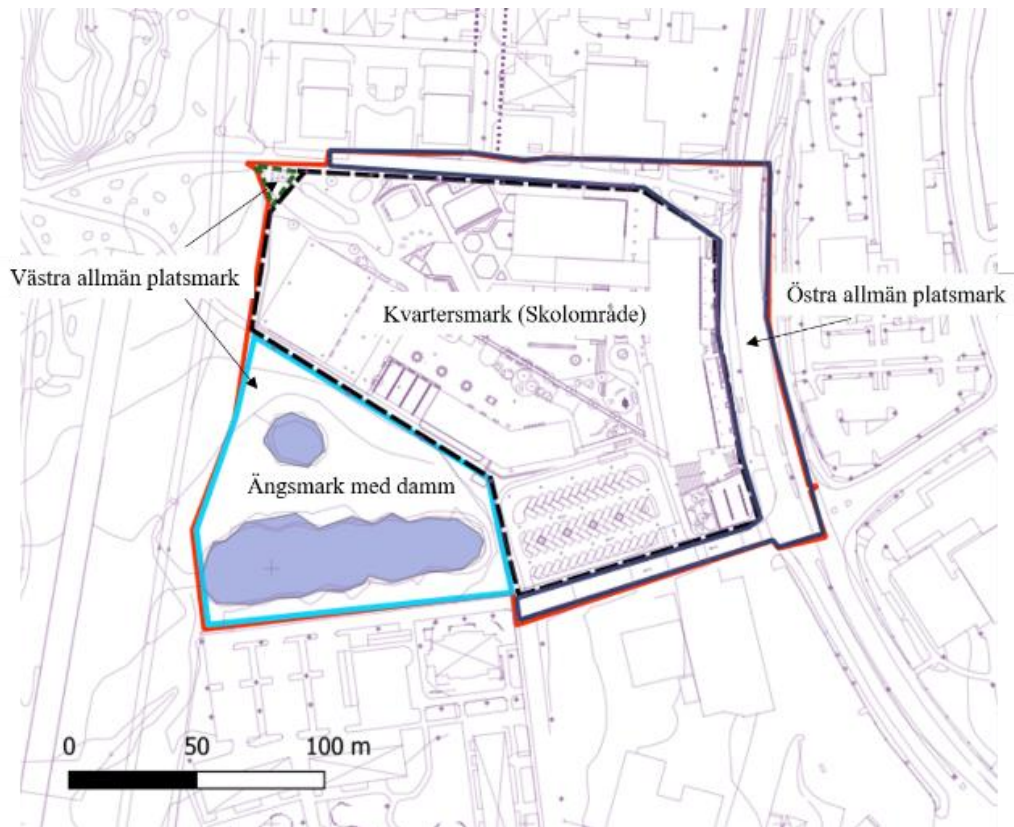 Västra allmän platsmark
Östra allmän platsmark
Kvartersmark (Skolområde)
Ängsmark med damm
0 50 100 m